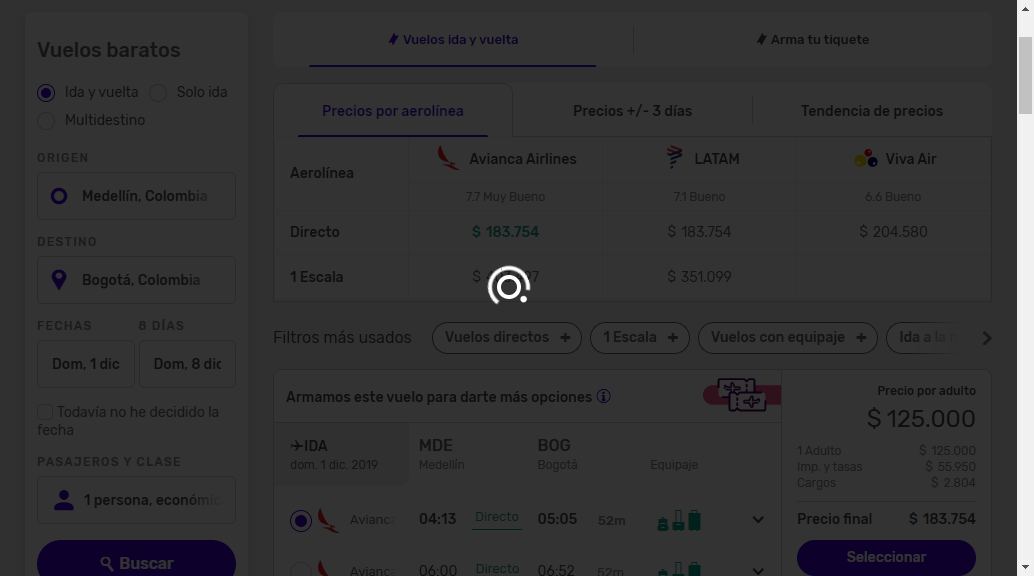 Vuelos baratos
Ida y vuelta
Solo ida
Multidestino
ORIGEN
Medellín, Colombia
DESTINO
Bogotá, Colombia
FECHAS
8 DÍAS
Dom, 1 dic
Dom, 8 dic
Todavía no he decidido la
fecha
PASAJEROS Y CLASE
1 persona, económic
Buscar
Vuelos ida y vuelta
Arma tu tiquete
Precios por aerolínea
Precios +/- 3 días
Tendencia de precios
Aerolínea
Avianca Airlines
LATAM
Viva Air
7.7 Muy Bueno
7.1 Bueno
6.6 Bueno
Directo
$ 183.754
$ 183.754
$ 204.580
1 Escala
$
$ 351.099
Filtros más usados
Vuelos directos +
1 Escala +
Vuelos con equipaje +
Ida a la
Armamos este vuelo para darte más opciones
IDA
dom. 1 dic. 2019
MDE
Medellín
BOG
Bogotá
Equipaje
Avianc
04:13
Directo
05:05
52m
Avianc
06:00
Directo
06:52
52m
Precio por adulto
$ 125.000
1 Adulto
$ 125.000
Imp. y tasas
$ 55.950
Cargos
$ 2.804
Precio final
$ 183.754
Seleccionar